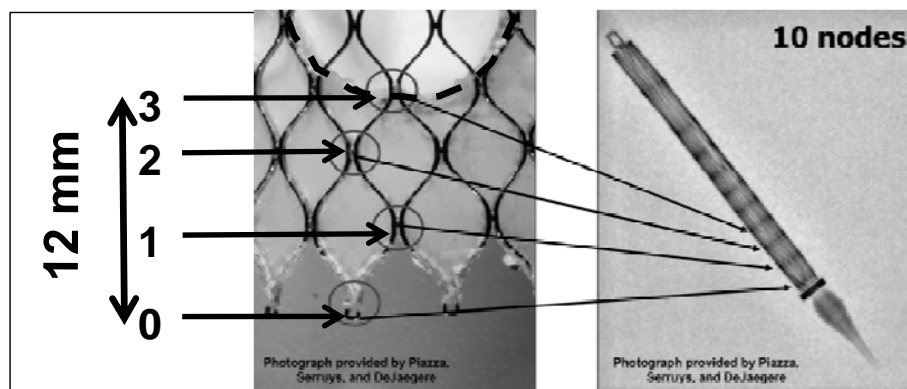 12 mm
3
2
1
0
10 nodes
Photograph provided by Piazza,
Serruys, and DeJaegere
Photograph provided by Piazza,
Serruys, and DeJaegere